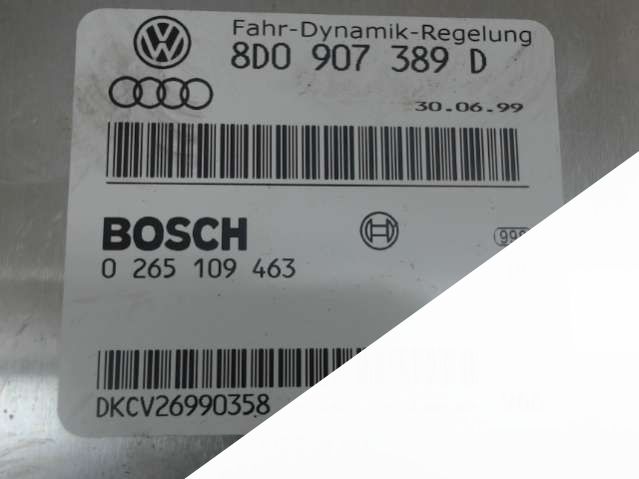 Fahr-Dynamik-Regelung
8D0 907 389 D
30.06.99
BOSCH
0 265 109 463
DKCV26990358